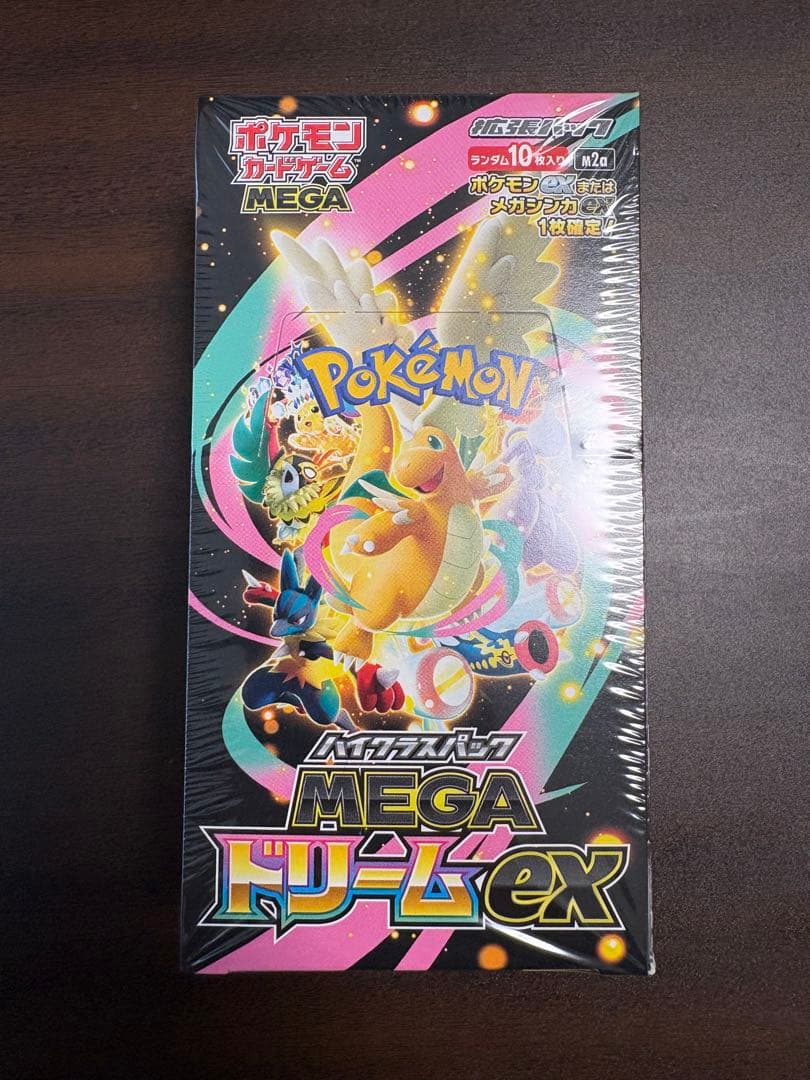 ポケモン
カードゲーム
MEGA
拡張パック
ランダム10枚入り M2a
ポケモンexまたは
メガシンカex
1枚確定!
POKÉMON
ハイクラスパック
MEGA
ドリームex